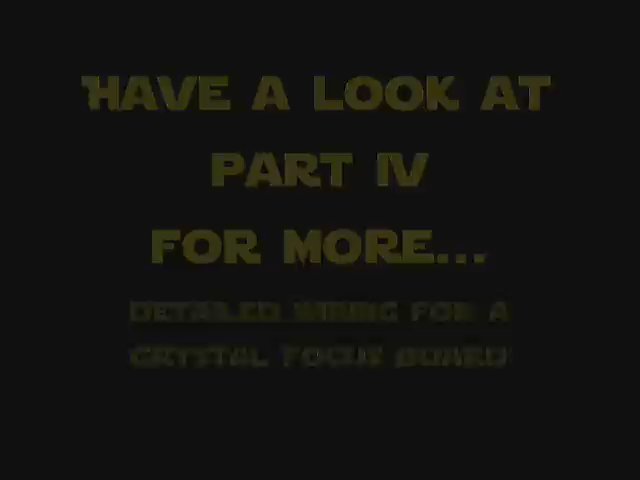 HAVE A LOOK AT
PART IV
FOR MORE...
DETAILED WIRING FOR A
CRYSTAL FOCUS BOARD